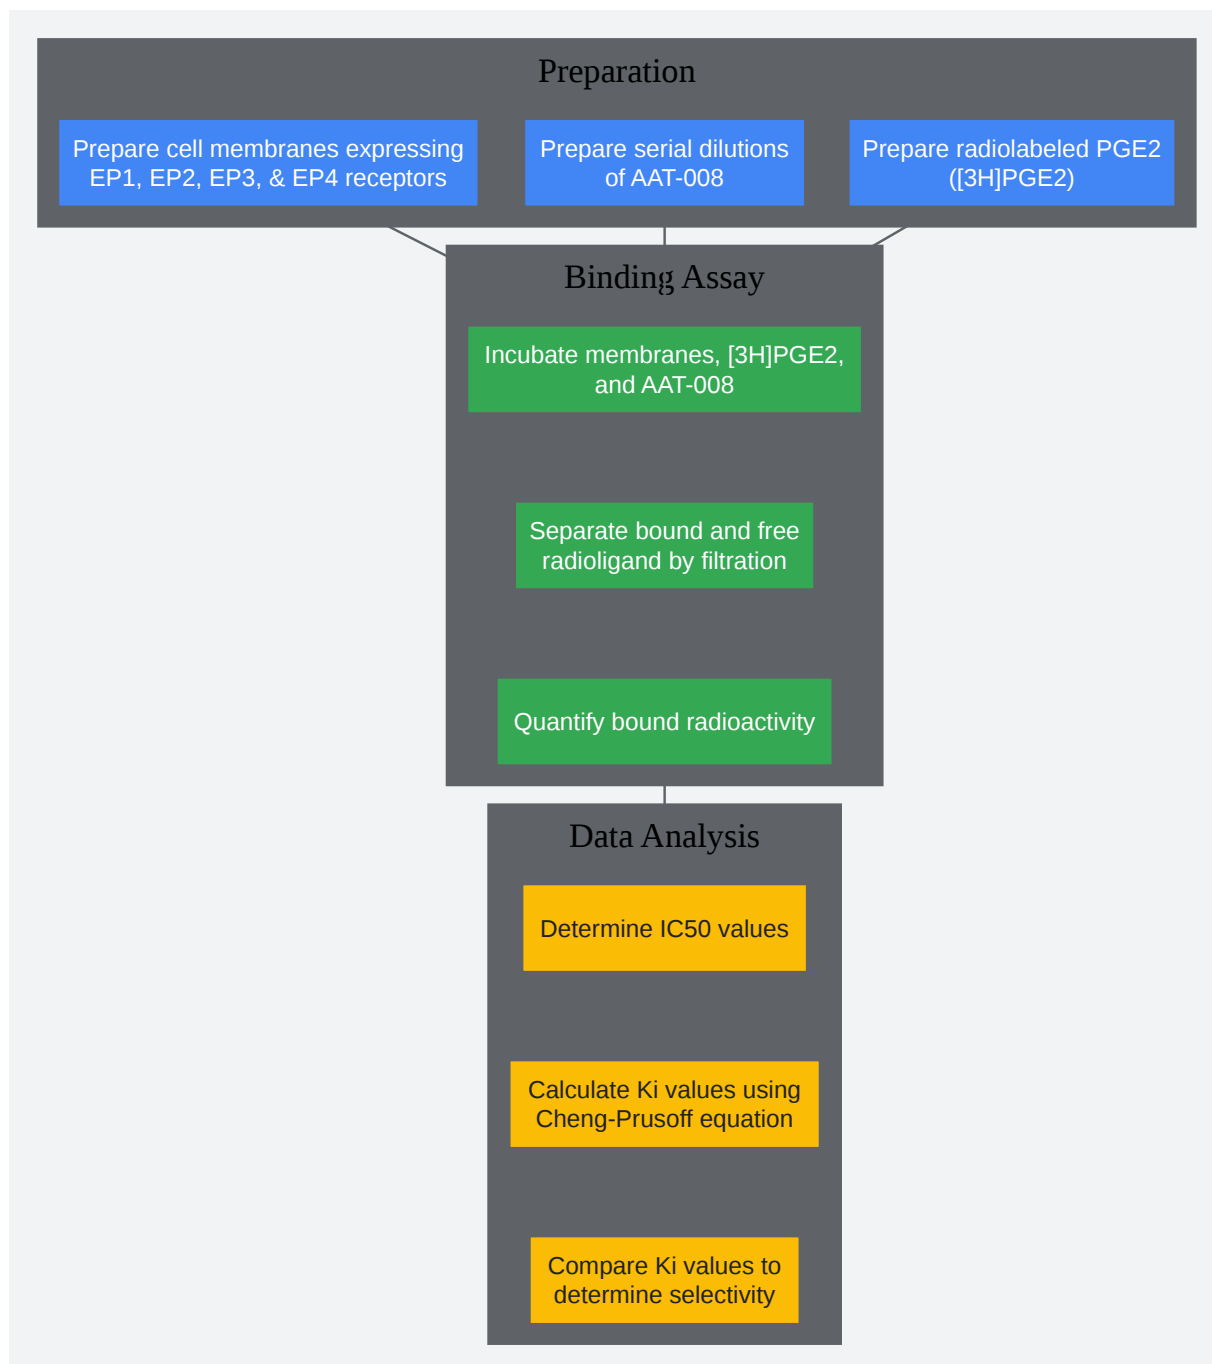 Preparation
Prepare cell membranes expressing
EP1, EP2, EP3, & EP4 receptors
Prepare serial dilutions
of AAT-008
Prepare radiolabeled PGE2
([3H]PGE2)
Binding Assay
Incubate membranes, [3H]PGE2,
and AAT-008
Separate bound and free
radioligand by filtration
Quantify bound radioactivity
Data Analysis
Determine IC50 values
Calculate Ki values using
Cheng-Prusoff equation
Compare Ki values to
determine selectivity